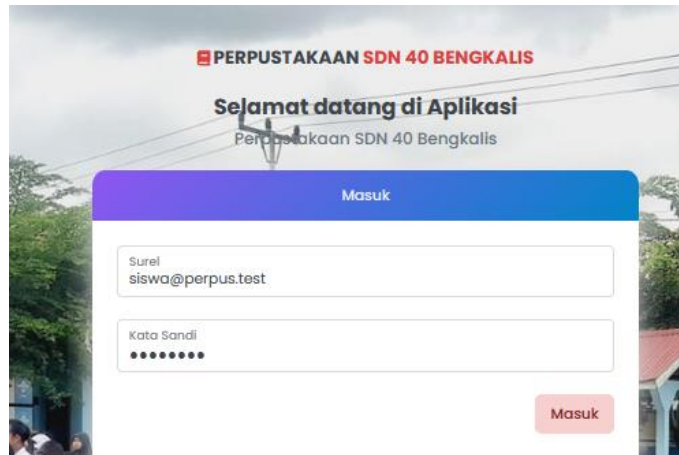 PERPUSTAKAAN SDN 40 BENGKALIS
Selamat datang di Aplikasi
Perpustakaan SDN 40 Bengkalis
Masuk
Surel
siswa@perpus.test
Kata Sandi
••••••••
Masuk